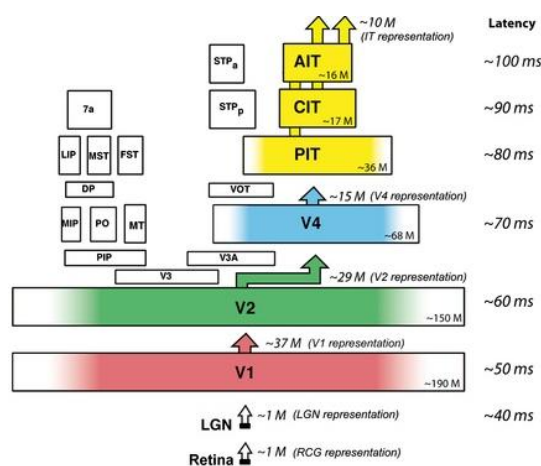 ~10 M
(IT representation)
Latency
STPa
AIT
~16 M
~100 ms
7a
STPp
CIT
~17 M
~90 ms
LIP
MST
FST
PIT
~36 M
~80 ms
DP
VOT
~15 M (V4 representation)
MIP
PO
MT
V4
~68 M
~70 ms
PIP
V3A
V3
~29 M (V2 representation)
V2
~150 M
~60 ms
~37 M (V1 representation)
V1
~190 M
~50 ms
LGN
~1 M (LGN representation)
~40 ms
Retina
~1 M (RCG representation)